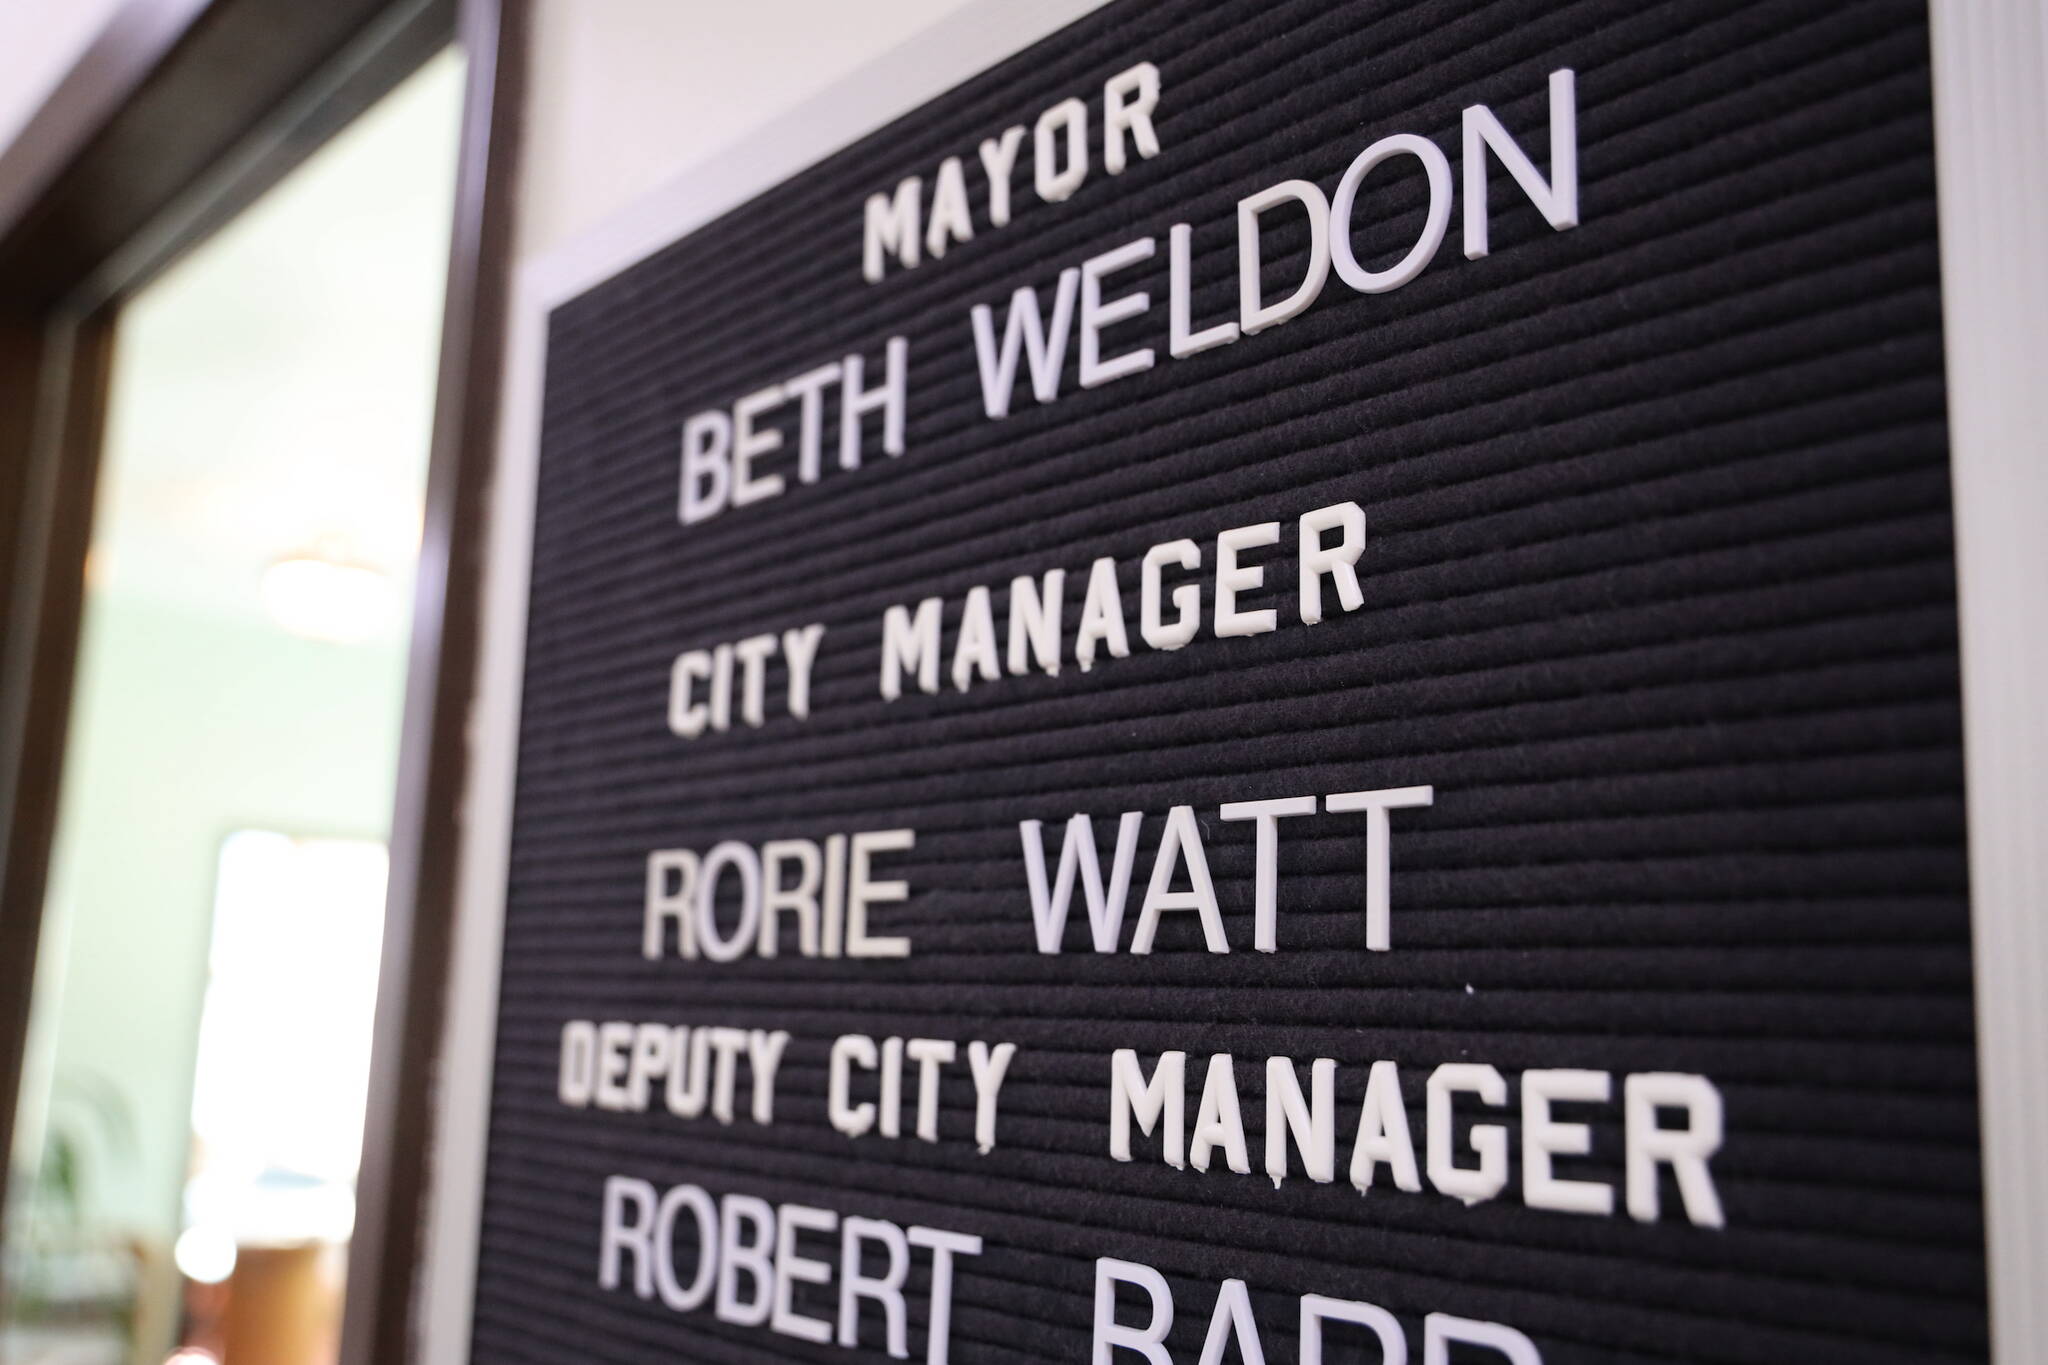 MAYOR
BETH WELDON
CITY MANAGER
RORIE WATT
DEPUTY CITY MANAGER
ROBERT